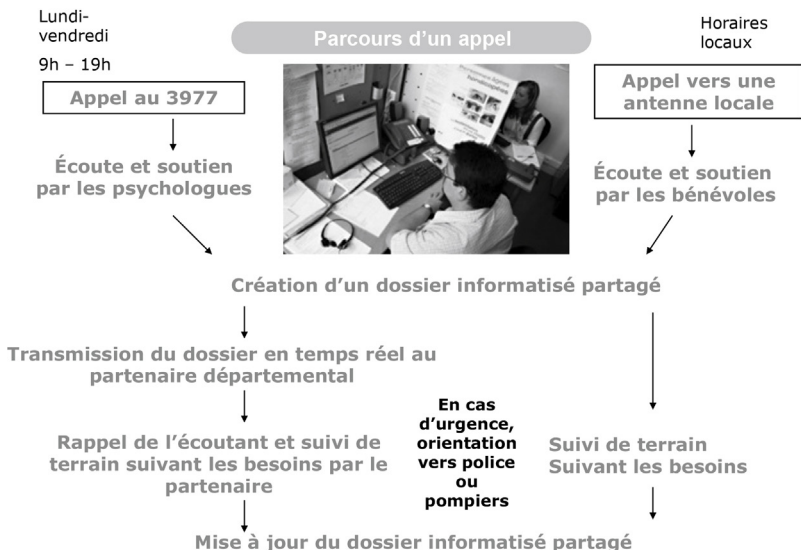 Lundi-
vendredi
9h – 19h
Parcours d’un appel
Horaires
locaux
Appel au 3977
Appel vers une
antenne locale
Écoute et soutien
par les psychologues
Écoute et soutien
par les bénévoles
Création d’un dossier informatisé partagé
Transmission du dossier en temps réel au
partenaire départemental
Rappel de l’écoutant et suivi de
terrain suivant les besoins par le
partenaire
En cas
d’urgence,
orientation
vers police
ou
pompiers
Suivi de terrain
Suivant les besoins
Mise à jour du dossier informatisé partagé